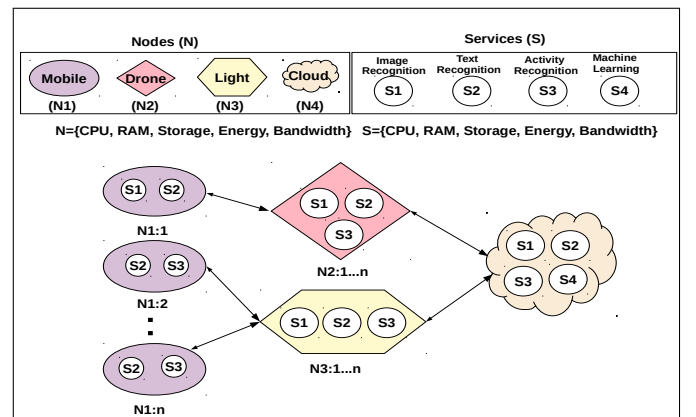 Nodes (N)
Services (S)
Mobile
Drone
Light
Cloud
(N1)
(N2)
(N3)
(N4)
Image
Recognition
Text
Recognition
Activity
Recognition
Machine
Learning
S1
S2
S3
S4
N={CPU, RAM, Storage, Energy, Bandwidth}
S={CPU, RAM, Storage, Energy, Bandwidth}
S1 S2
N1:1
S2 S3
N1:2
S2 S3
N1:n
S1 S2
S3
N2:1...n
S1 S2 S3
N3:1...n
S1 S2
S3 S4